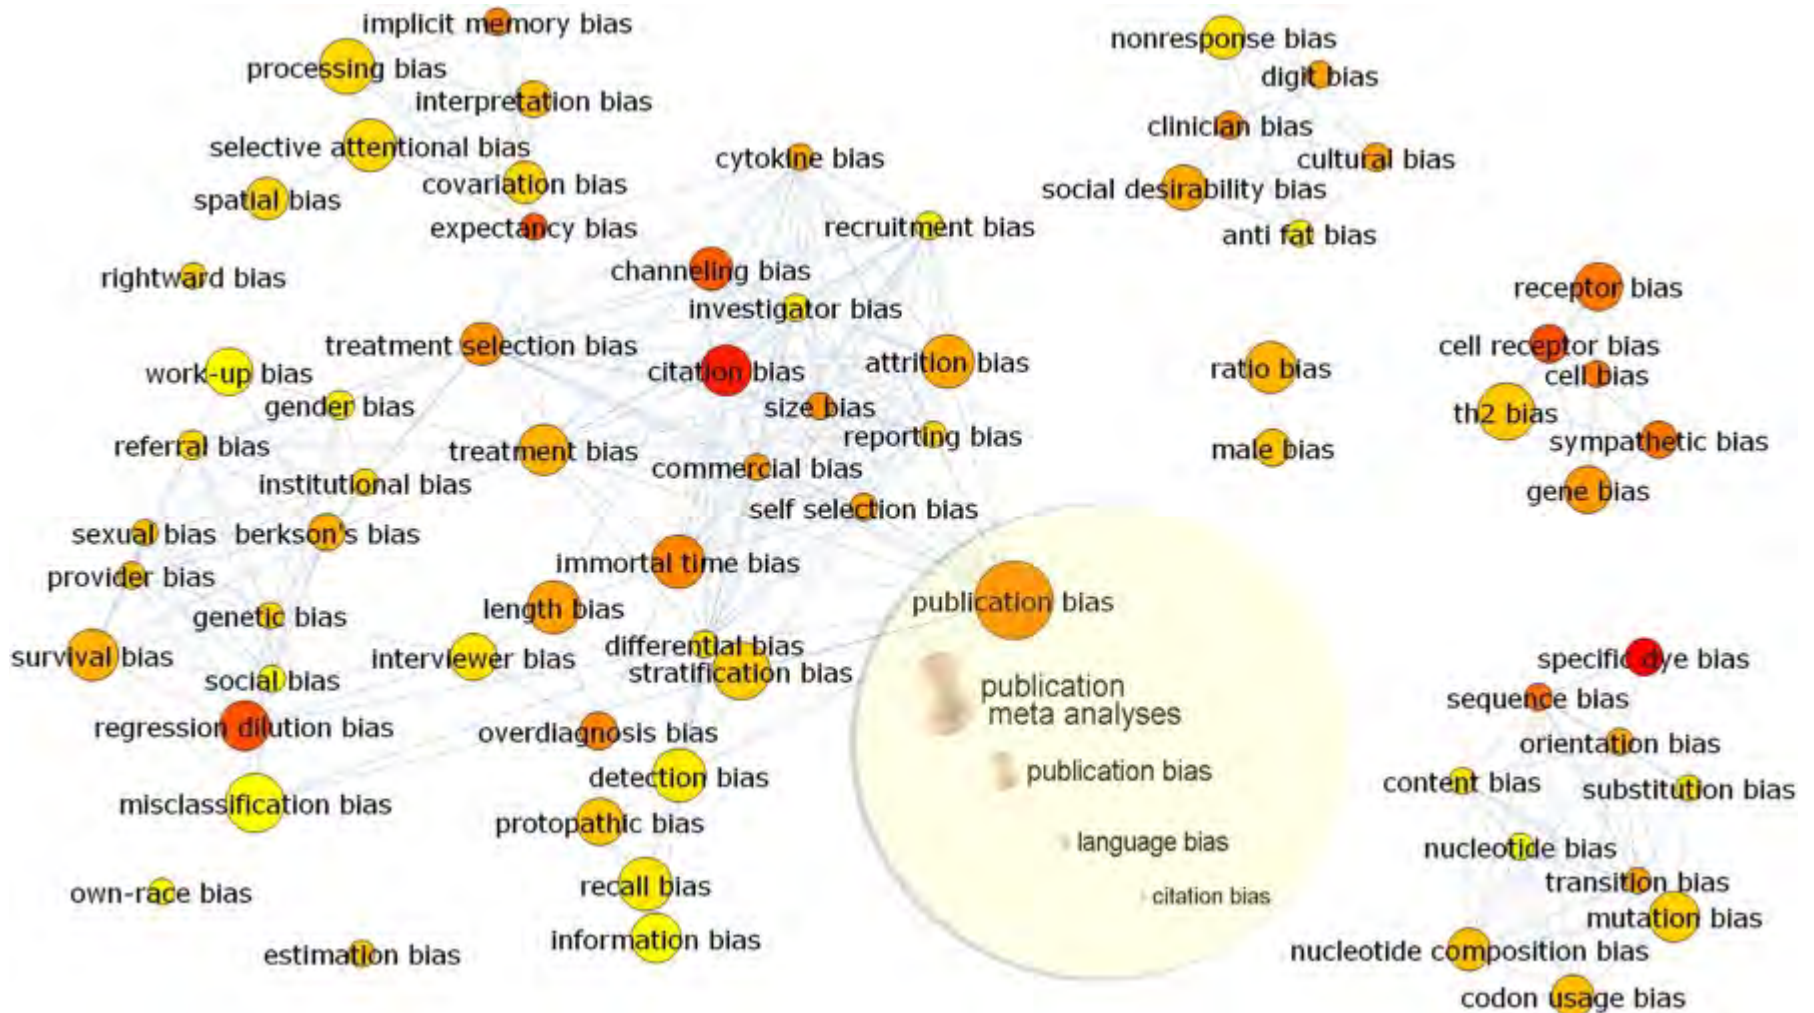 implicit memory bias
processing bias
interpretation bias
selective attentional bias
covariation bias
spatial bias
expectancy bias
rightward bias
cytokine bias
recruitment bias
channeling bias
investigator bias
treatment selection bias
citation bias
attrition bias
work-up bias
gender bias
size bias
referral bias
treatment bias
reporting bias
commercial bias
institutional bias
self selection bias
sexual bias
berkson's bias
provider bias
immortal time bias
genetic bias
length bias
survival bias
interviewer bias
differential bias
stratification bias
social bias
regression dilution bias
overdiagnosis bias
detection bias
misclassification bias
protopathic bias
own-race bias
recall bias
estimation bias
information bias
publication bias
publication
meta analyses
publication bias
language bias
citation bias
nonresponse bias
digit bias
clinician bias
cultural bias
social desirability bias
anti fat bias
receptor bias
cell receptor bias
ratio bias
cell bias
th2 bias
male bias
sympathetic bias
gene bias
specific dye bias
sequence bias
orientation bias
content bias
substitution bias
nucleotide bias
transition bias
mutation bias
nucleotide composition bias
codon usage bias